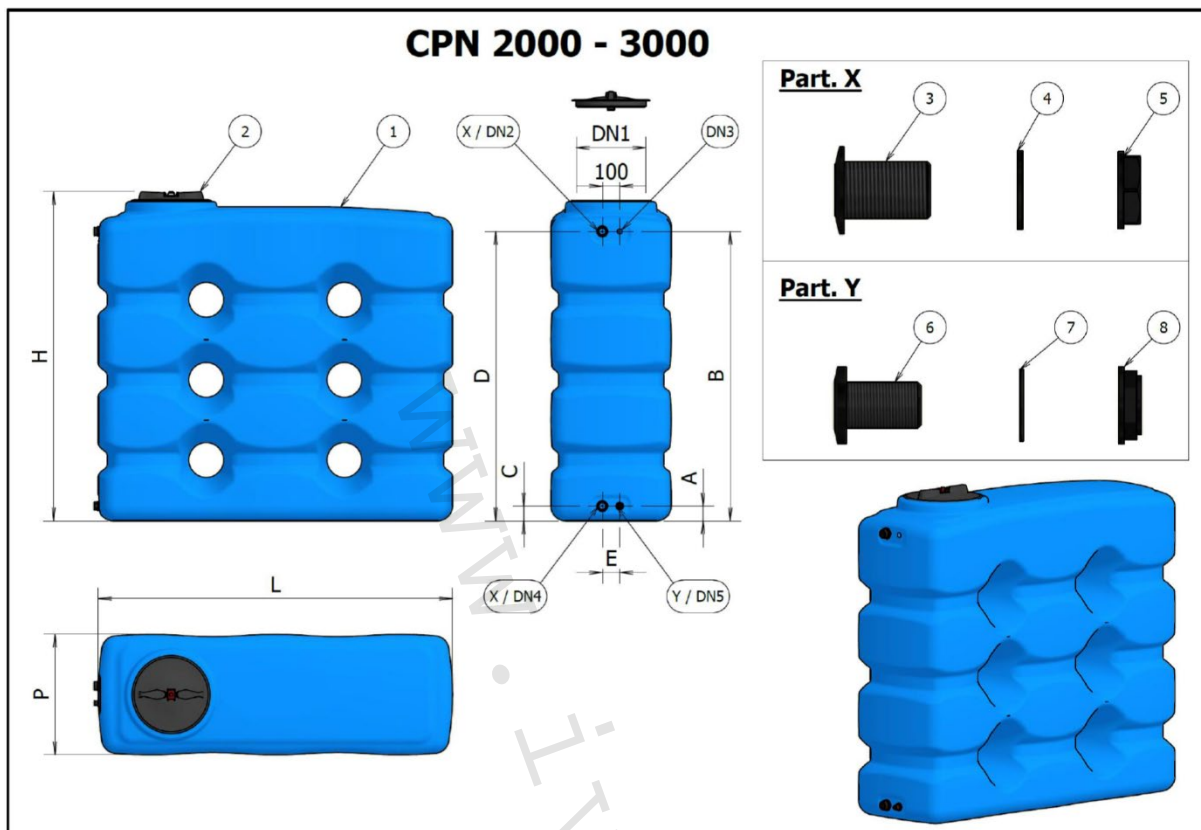 CPN 2000 - 3000
Part. X
3
4
5
2
1
X / DN2
DN1
DN3
100
H
D
B
Part. Y
6
7
8
C
A
E
X / DN4
Y / DN5
L
P